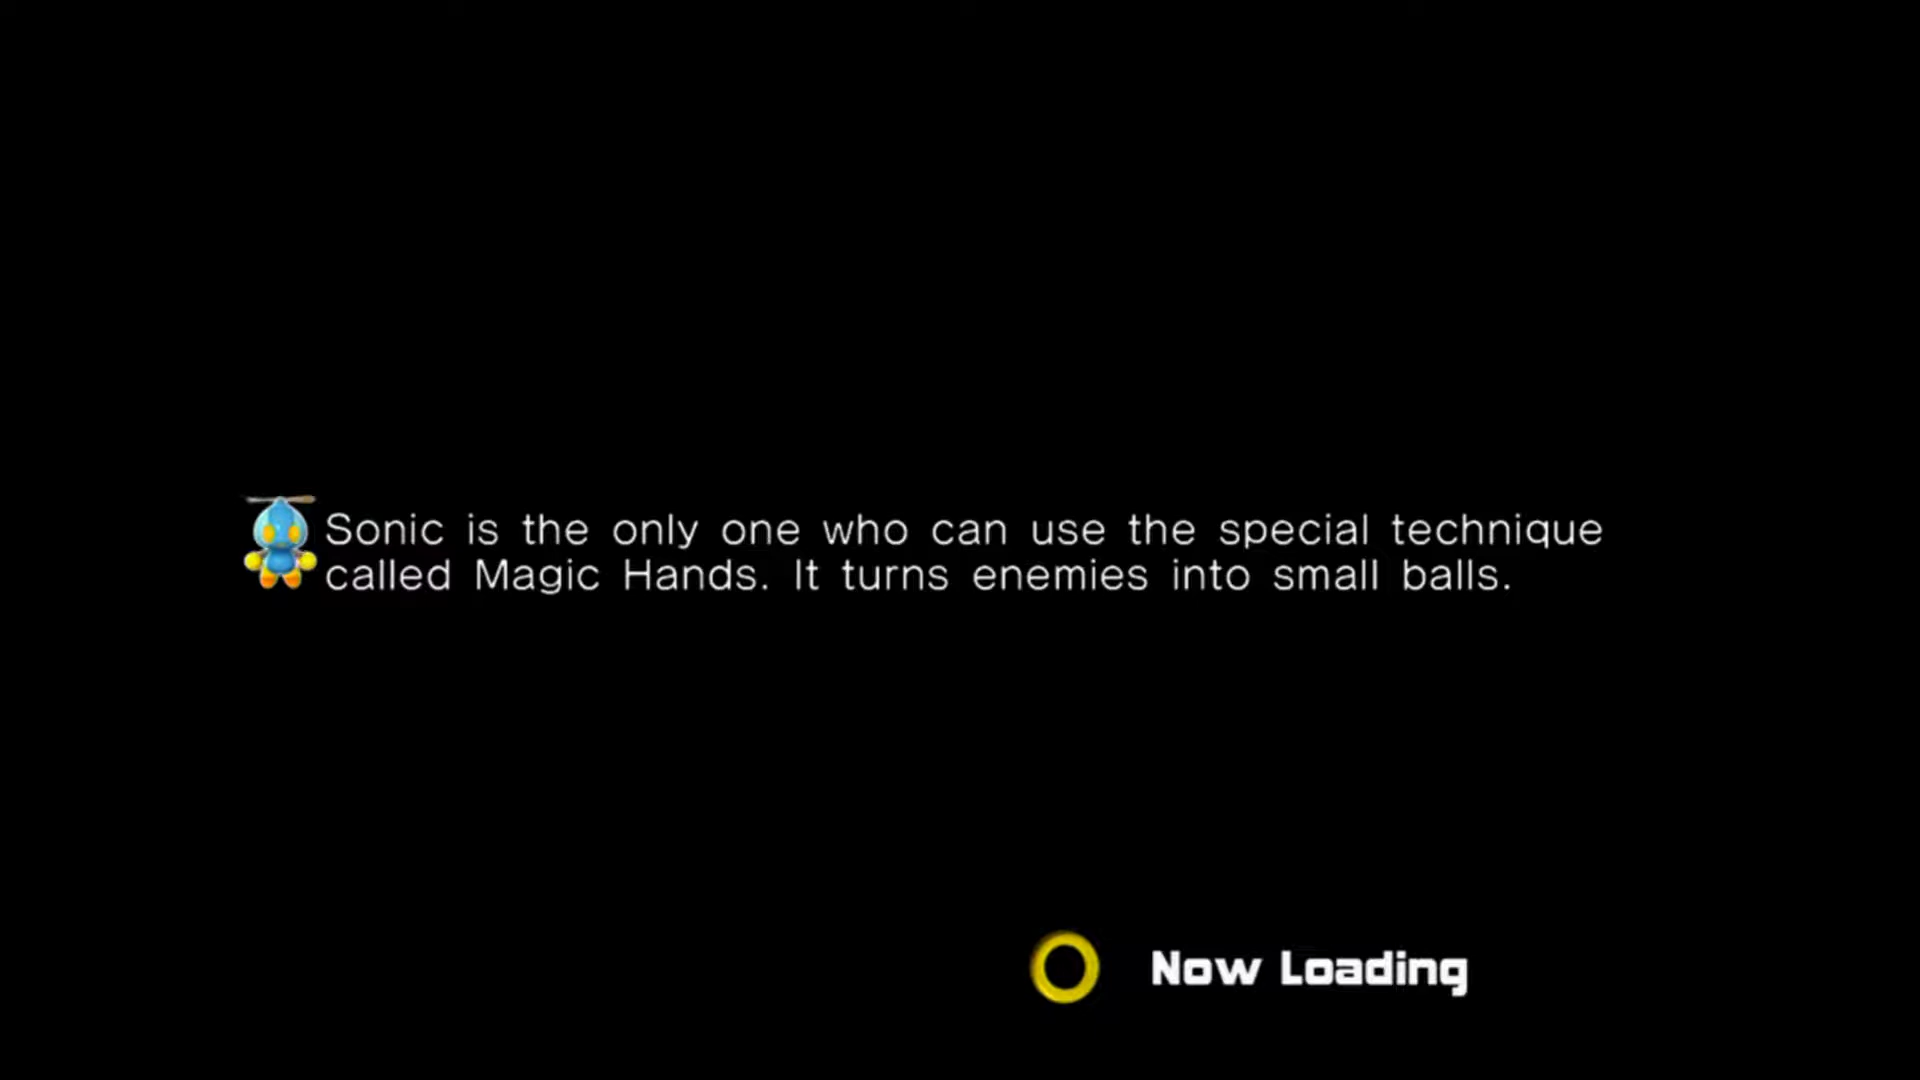 Sonic is the only one who can use the special technique
called Magic Hands. It turns enemies into small balls.
Now Loading